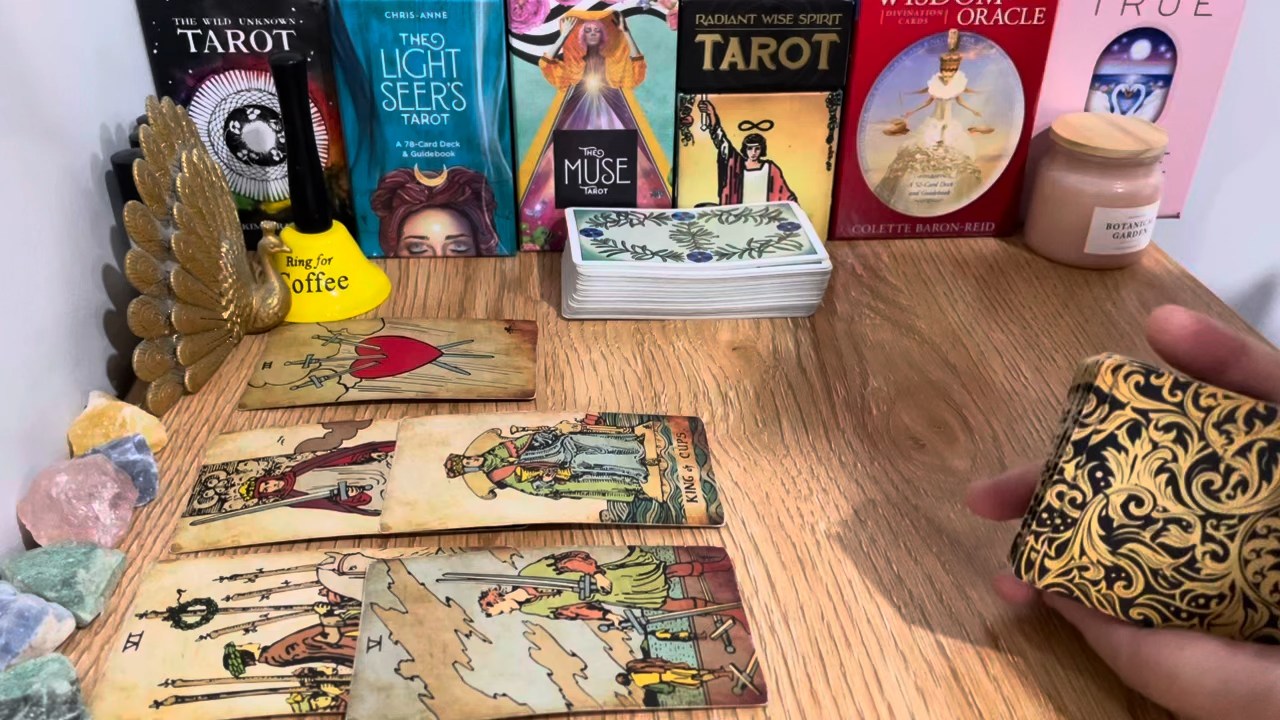 THE WILD UNKNOWN
TAROT
CHRIS-ANNE
THE
LIGHT
SEER'S
TAROT
A 78-Card Deck
& Guidebook
THE
MUSE
TAROT
RADIANT WISE SPIRIT
TAROT
WISDOM
DIVINATION
CARDS
ORACLE
A 52-Card Deck
and Guidebook
COLETTE BARON-REID
TRUE
BOTANICAL
GARDEN
Ring for
Coffee
III
KING of CUPS
VI
V